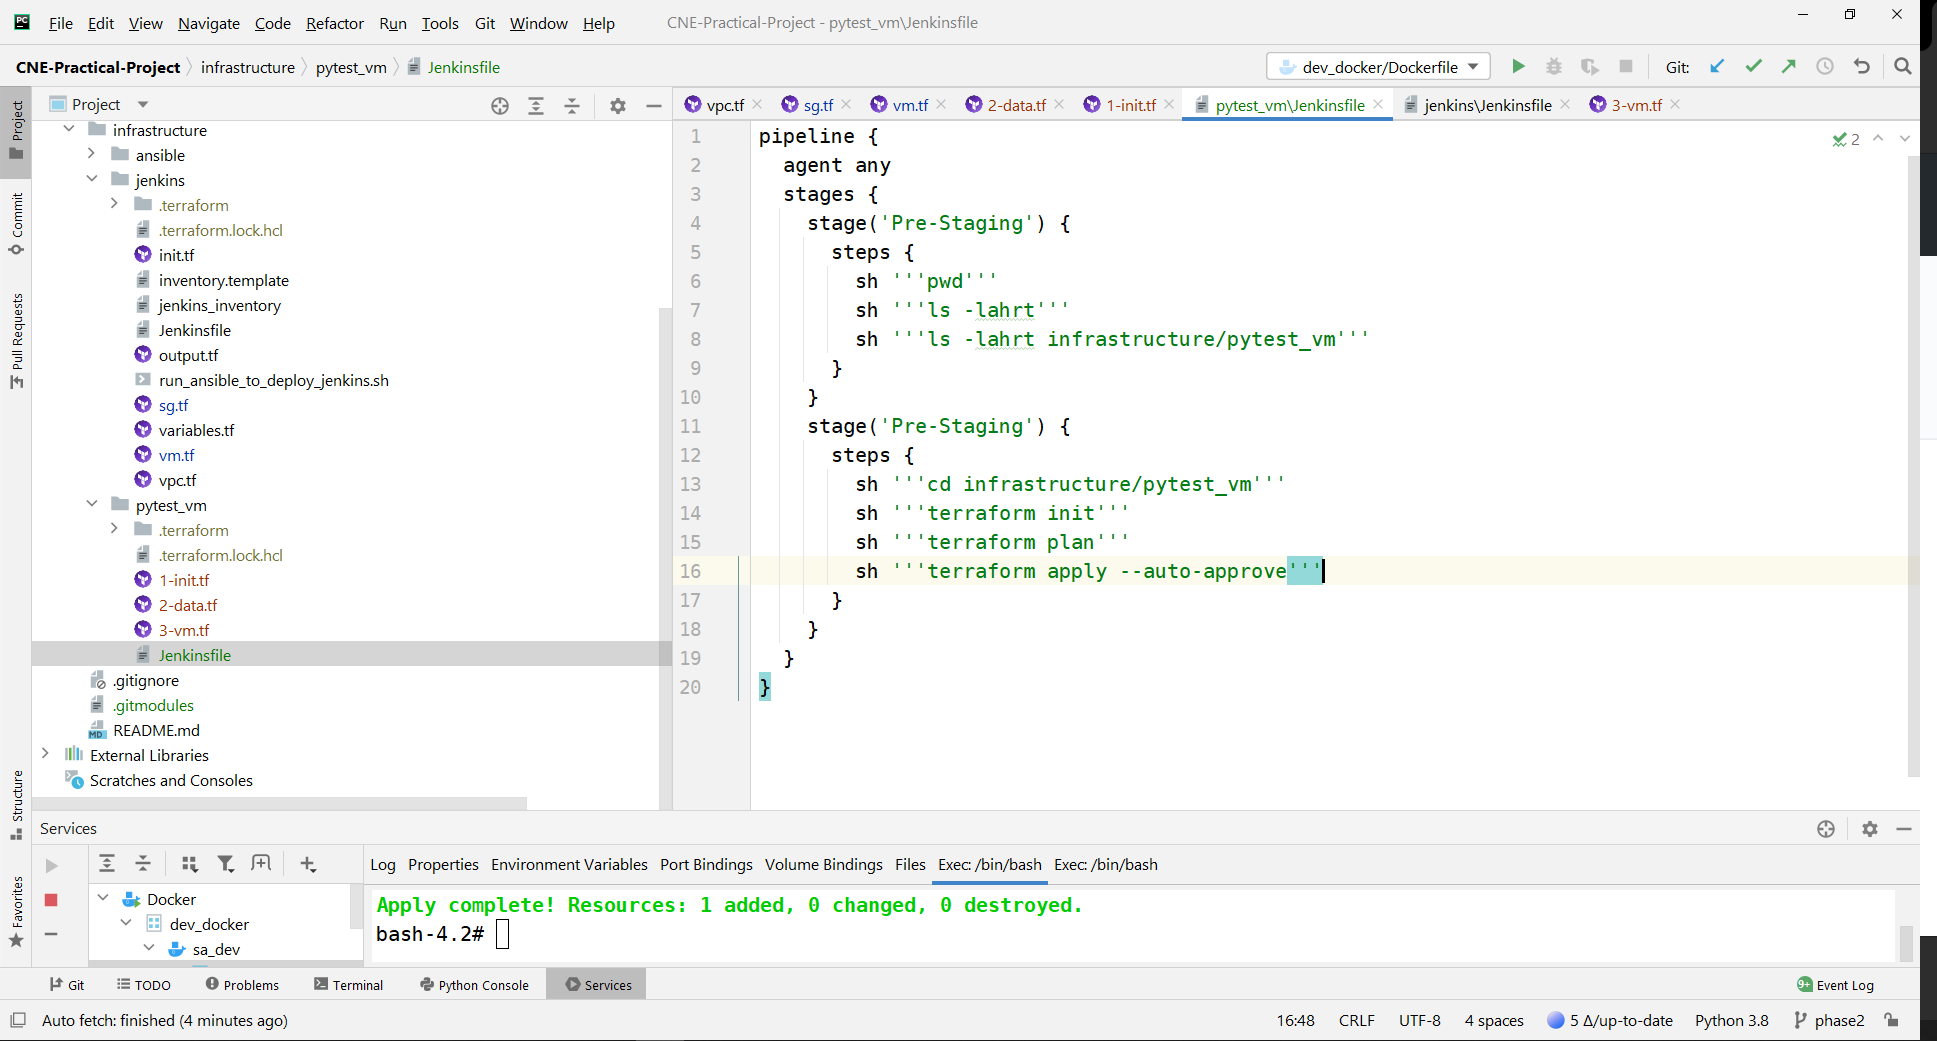 File Edit View Navigate Code Refactor Run Tools Git Window Help CNE-Practical-Project - pytest_vm\Jenkinsfile
CNE-Practical-Project infrastructure pytest_vm Jenkinsfile dev_docker/Dockerfile Git:
Project
Commit
Pull Requests
Structure
Favorites
Project
infrastructure
ansible
jenkins
.terraform
.terraform.lock.hcl
init.tf
inventory.template
jenkins_inventory
Jenkinsfile
output.tf
run_ansible_to_deploy_jenkins.sh
sg.tf
variables.tf
vm.tf
vpc.tf
pytest_vm
.terraform
.terraform.lock.hcl
1-init.tf
2-data.tf
3-vm.tf
Jenkinsfile
.gitignore
.gitmodules
README.md
External Libraries
Scratches and Consoles
vpc.tf sg.tf vm.tf 2-data.tf 1-init.tf pytest_vm\Jenkinsfile jenkins\Jenkinsfile 3-vm.tf
2
1 pipeline {
2 agent any
3 stages {
4 stage('Pre-Staging') {
5 steps {
6 sh '''pwd'''
7 sh '''ls -lahrt'''
8 sh '''ls -lahrt infrastructure/pytest_vm'''
9 }
10 }
11 stage('Pre-Staging') {
12 steps {
13 sh '''cd infrastructure/pytest_vm'''
14 sh '''terraform init'''
15 sh '''terraform plan'''
16 sh '''terraform apply --auto-approve'''
17 }
18 }
19 }
20 }
Services
Docker
dev_docker
sa_dev
Log Properties Environment Variables Port Bindings Volume Bindings Files Exec: /bin/bash Exec: /bin/bash
Apply complete! Resources: 1 added, 0 changed, 0 destroyed.
bash-4.2#
Git TODO Problems Terminal Python Console Services 9+ Event Log
Auto fetch: finished (4 minutes ago) 16:48 CRLF UTF-8 4 spaces 5 Δ/up-to-date Python 3.8 phase2